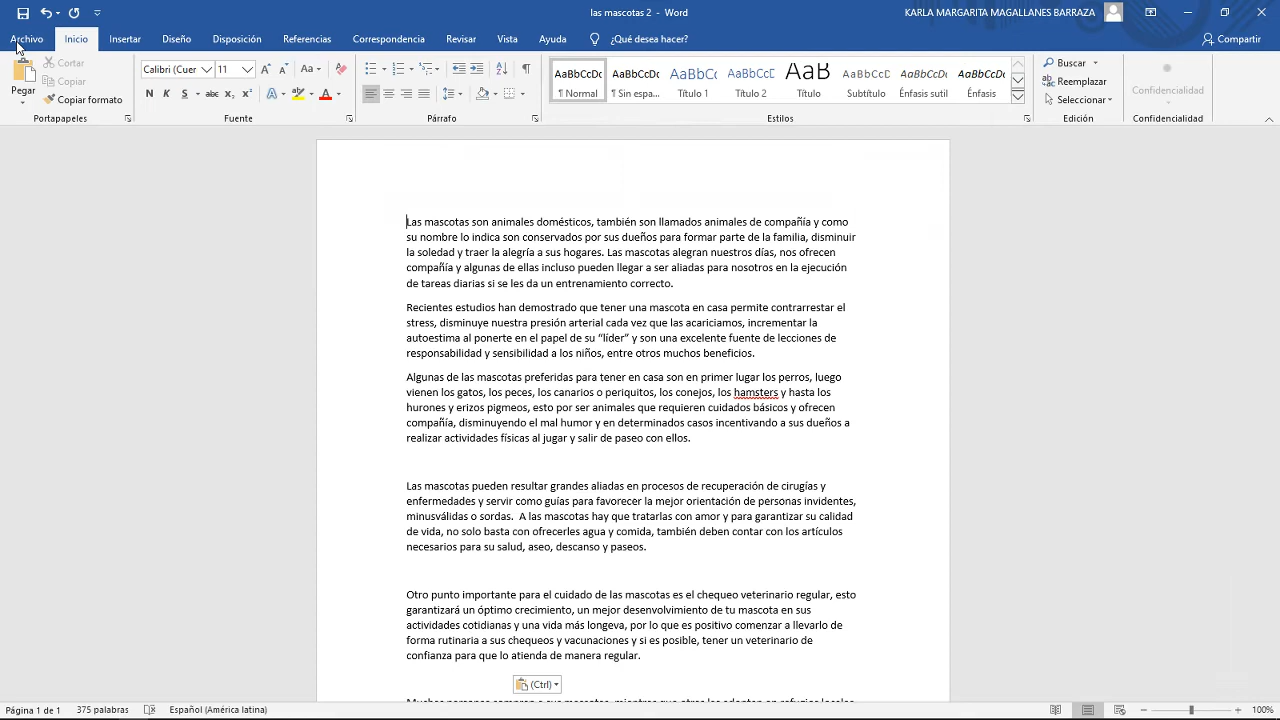 las mascotas 2 - Word
KARLA MARGARITA MAGALLANES BARRAZA
Archivo Inicio Insertar Diseño Disposición Referencias Correspondencia Revisar Vista Ayuda ¿Qué desea hacer? Compartir
Pegar
Cortar
Copiar
Copiar formato
Portapapeles
Calibri (Cuer 11
N K S abc x₂ x²
Fuente
Párrafo
AaBbCcDc AaBbCcDc AaBbCc AaBbCcD AaB AaBbCcD AaBbCcDc AaBbCcDc
¶ Normal ¶ Sin espa... Título 1 Título 2 Título Subtítulo Énfasis sutil Énfasis
Estilos
Buscar
Reemplazar
Seleccionar
Edición
Confidencialidad
Confidencialidad
Las mascotas son animales domésticos, también son llamados animales de compañía y como
su nombre lo indica son conservados por sus dueños para formar parte de la familia, disminuir
la soledad y traer la alegría a sus hogares. Las mascotas alegran nuestros días, nos ofrecen
compañía y algunas de ellas incluso pueden llegar a ser aliadas para nosotros en la ejecución
de tareas diarias si se les da un entrenamiento correcto.
Recientes estudios han demostrado que tener una mascota en casa permite contrarrestar el
stress, disminuye nuestra presión arterial cada vez que las acariciamos, incrementar la
autoestima al ponerte en el papel de su “líder” y son una excelente fuente de lecciones de
responsabilidad y sensibilidad a los niños, entre otros muchos beneficios.
Algunas de las mascotas preferidas para tener en casa son en primer lugar los perros, luego
vienen los gatos, los peces, los canarios o periquitos, los conejos, los hamsters y hasta los
hurones y erizos pigmeos, esto por ser animales que requieren cuidados básicos y ofrecen
compañía, disminuyendo el mal humor y en determinados casos incentivando a sus dueños a
realizar actividades físicas al jugar y salir de paseo con ellos.
Las mascotas pueden resultar grandes aliadas en procesos de recuperación de cirugías y
enfermedades y servir como guías para favorecer la mejor orientación de personas invidentes,
minusválidas o sordas.  A las mascotas hay que tratarlas con amor y para garantizar su calidad
de vida, no solo basta con ofrecerles agua y comida, también deben contar con los artículos
necesarios para su salud, aseo, descanso y paseos.
Otro punto importante para el cuidado de las mascotas es el chequeo veterinario regular, esto
garantizará un óptimo crecimiento, un mejor desenvolvimiento de tu mascota en sus
actividades cotidianas y una vida más longeva, por lo que es positivo comenzar a llevarlo de
forma rutinaria a sus chequeos y vacunaciones y si es posible, tener un veterinario de
confianza para que lo atienda de manera regular.
(Ctrl)
Página 1 de 1 375 palabras Español (América latina) 100%